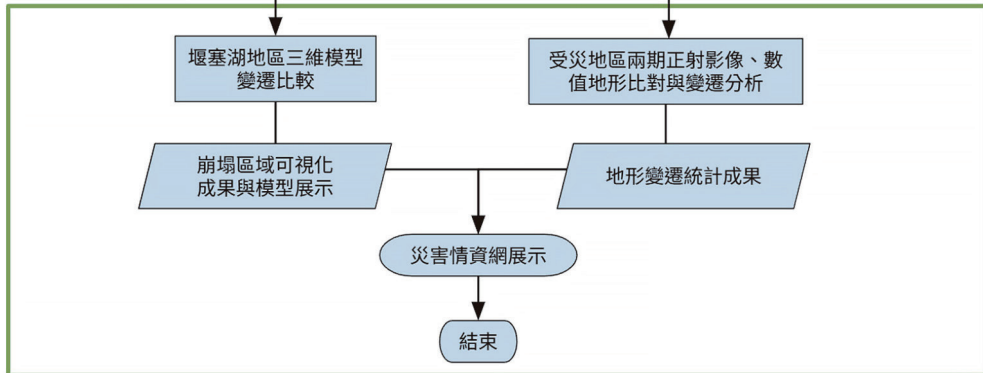 堰塞湖地區三維模型
變遷比較
受災地區兩期正射影像、數
值地形比對與變遷分析
崩塌區域可視化
成果與模型展示
地形變遷統計成果
災害情資網展示
結束